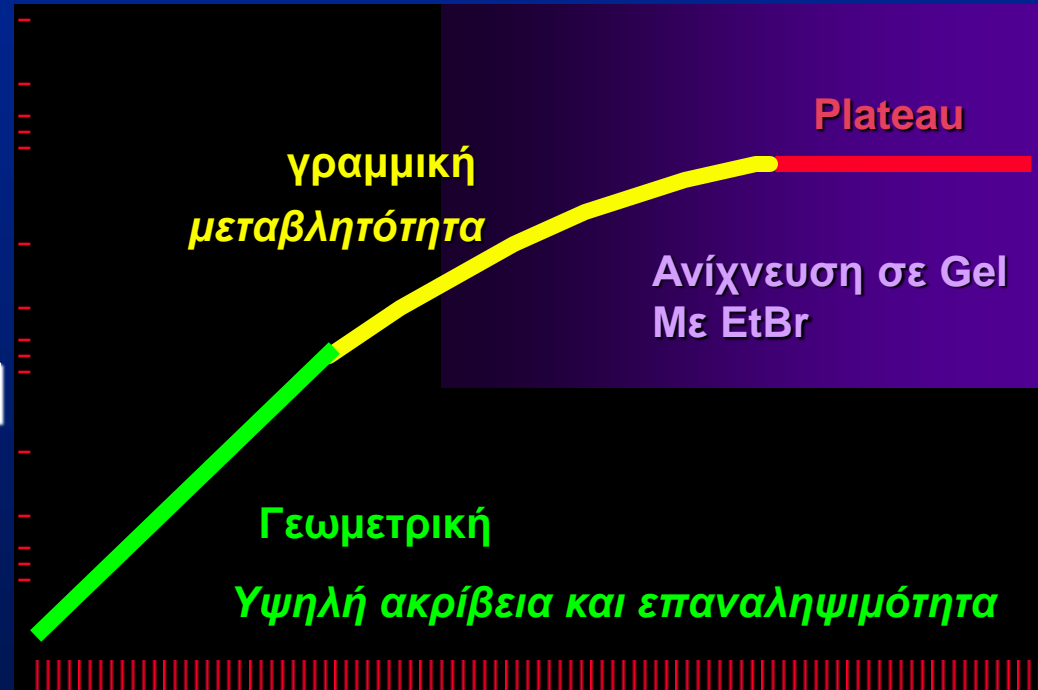 Plateau
γραμμική
μεταβλητότητα
Ανίχνευση σε Gel
Με EtBr
Γεωμετρική
Υψηλή ακρίβεια και επαναληψιμότητα